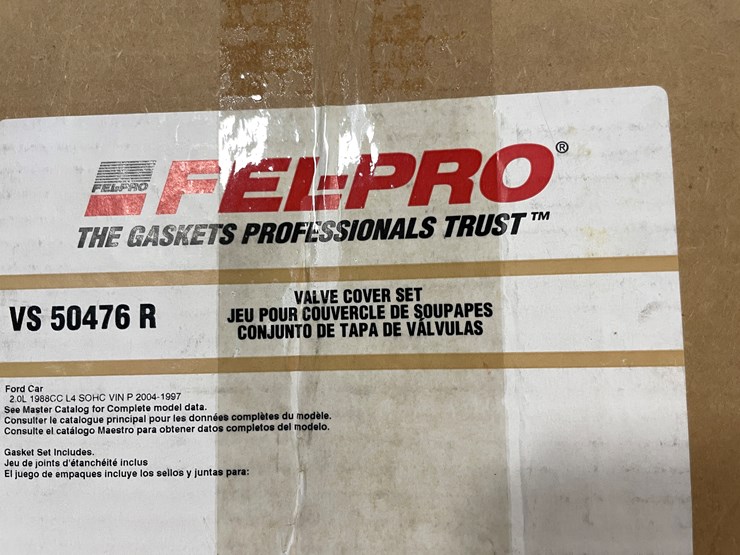 FEL-PRO
FEL-PRO®
THE GASKETS PROFESSIONALS TRUST™
VS 50476 R
VALVE COVER SET
JEU POUR COUVERCLE DE SOUPAPES
CONJUNTO DE TAPA DE VÁLVULAS
Ford Car
2.0L 1988CC L4 SOHC VIN P 2004-1997
See Master Catalog for Complete model data.
Consulter le catalogue principal pour les données complètes du modèle.
Consulte el catálogo Maestro para obtener datos completos del modelo.
Gasket Set Includes.
Jeu de joints d'étanchéité inclus
El juego de empaques incluye los sellos y juntas para: